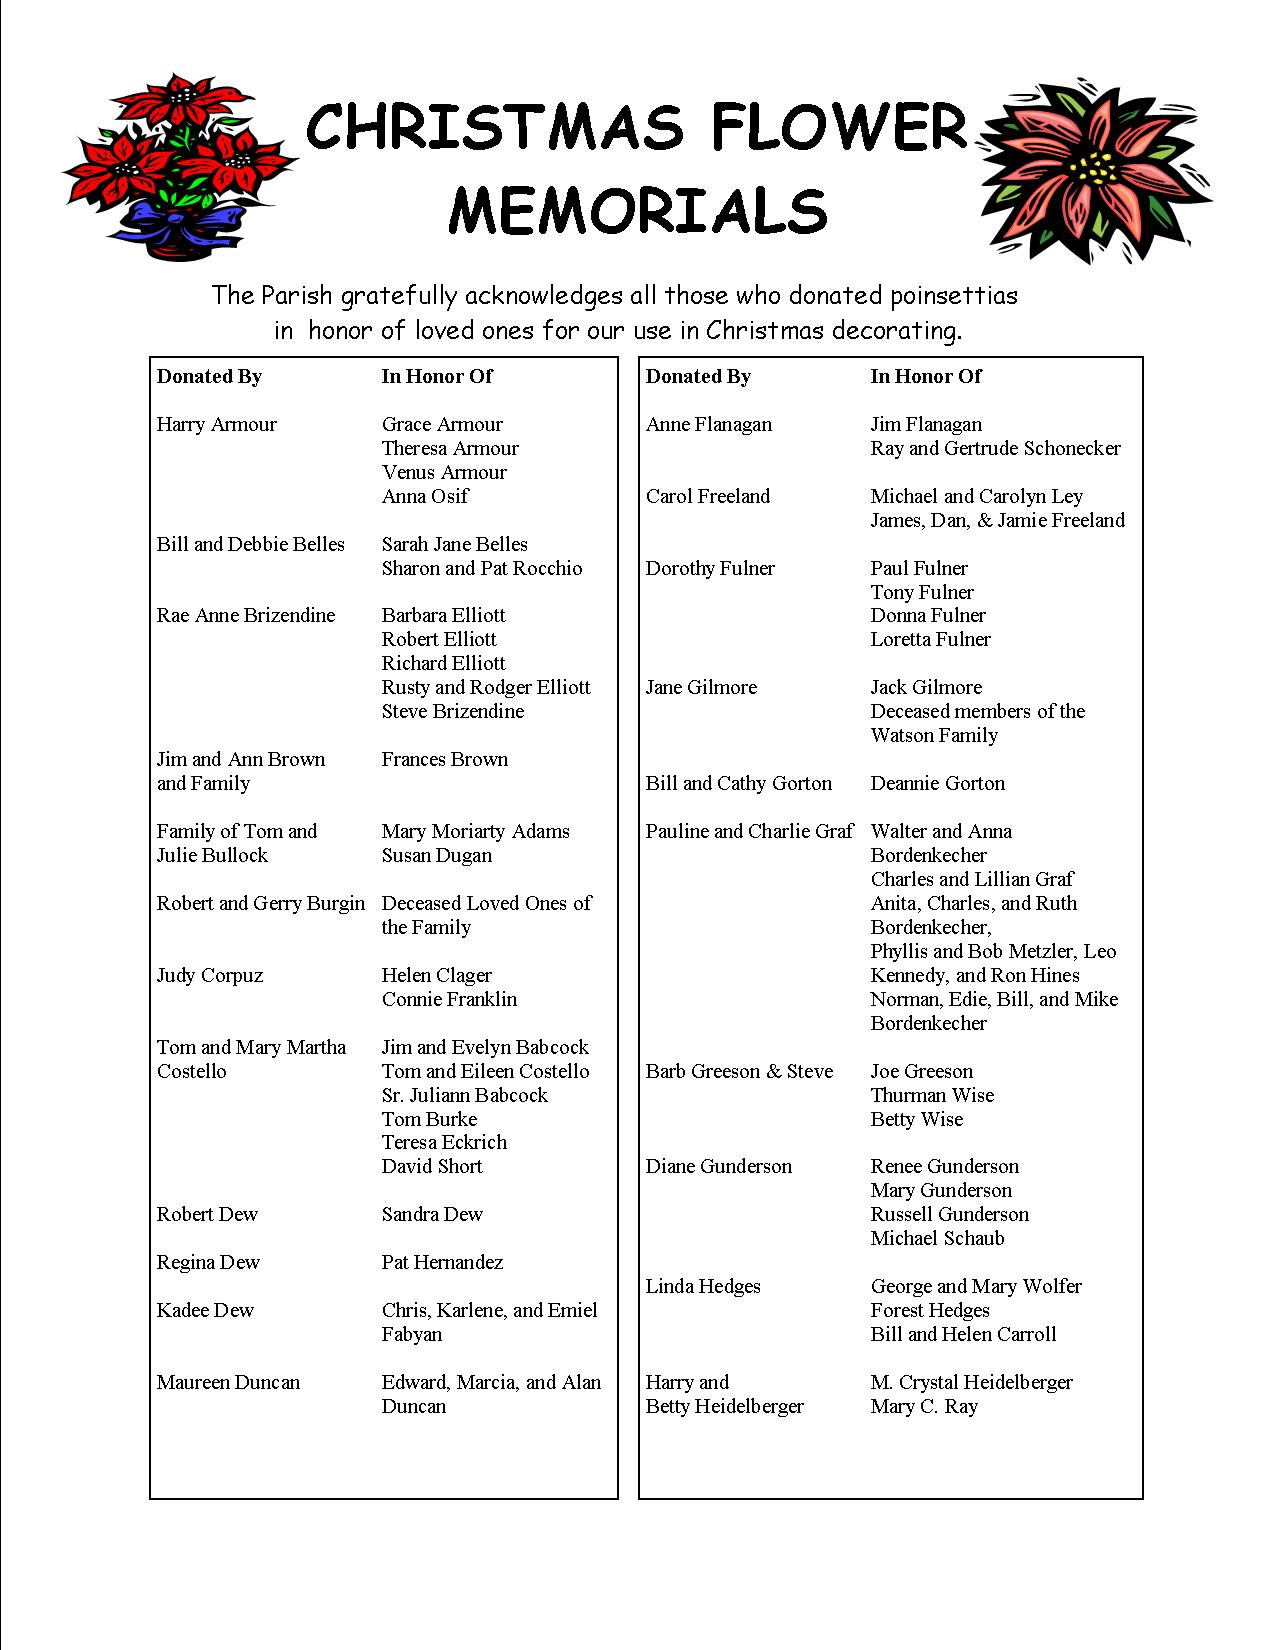 CHRISTMAS FLOWER
MEMORIALS
The Parish gratefully acknowledges all those who donated poinsettias
in honor of loved ones for our use in Christmas decorating.
Donated By In Honor Of
Harry Armour Grace Armour
Theresa Armour
Venus Armour
Anna Osif
Bill and Debbie Belles Sarah Jane Belles
Sharon and Pat Rocchio
Rae Anne Brizendine Barbara Elliott
Robert Elliott
Richard Elliott
Rusty and Rodger Elliott
Steve Brizendine
Jim and Ann Brown Frances Brown
and Family
Family of Tom and Mary Moriarty Adams
Julie Bullock Susan Dugan
Robert and Gerry Burgin Deceased Loved Ones of
the Family
Judy Corpuz Helen Clager
Connie Franklin
Tom and Mary Martha Jim and Evelyn Babcock
Costello Tom and Eileen Costello
Sr. Juliann Babcock
Tom Burke
Teresa Eckrich
David Short
Robert Dew Sandra Dew
Regina Dew Pat Hernandez
Kadee Dew Chris, Karlene, and Emiel
Fabyan
Maureen Duncan Edward, Marcia, and Alan
Duncan
Donated By In Honor Of
Anne Flanagan Jim Flanagan
Ray and Gertrude Schonecker
Carol Freeland Michael and Carolyn Ley
James, Dan, & Jamie Freeland
Dorothy Fulner Paul Fulner
Tony Fulner
Donna Fulner
Loretta Fulner
Jane Gilmore Jack Gilmore
Deceased members of the
Watson Family
Bill and Cathy Gorton Deannie Gorton
Pauline and Charlie Graf Walter and Anna
Bordenkecher
Charles and Lillian Graf
Anita, Charles, and Ruth
Bordenkecher,
Phyllis and Bob Metzler, Leo
Kennedy, and Ron Hines
Norman, Edie, Bill, and Mike
Bordenkecher
Barb Greeson & Steve Joe Greeson
Thurman Wise
Betty Wise
Diane Gunderson Renee Gunderson
Mary Gunderson
Russell Gunderson
Michael Schaub
Linda Hedges George and Mary Wolfer
Forest Hedges
Bill and Helen Carroll
Harry and M. Crystal Heidelberger
Betty Heidelberger Mary C. Ray